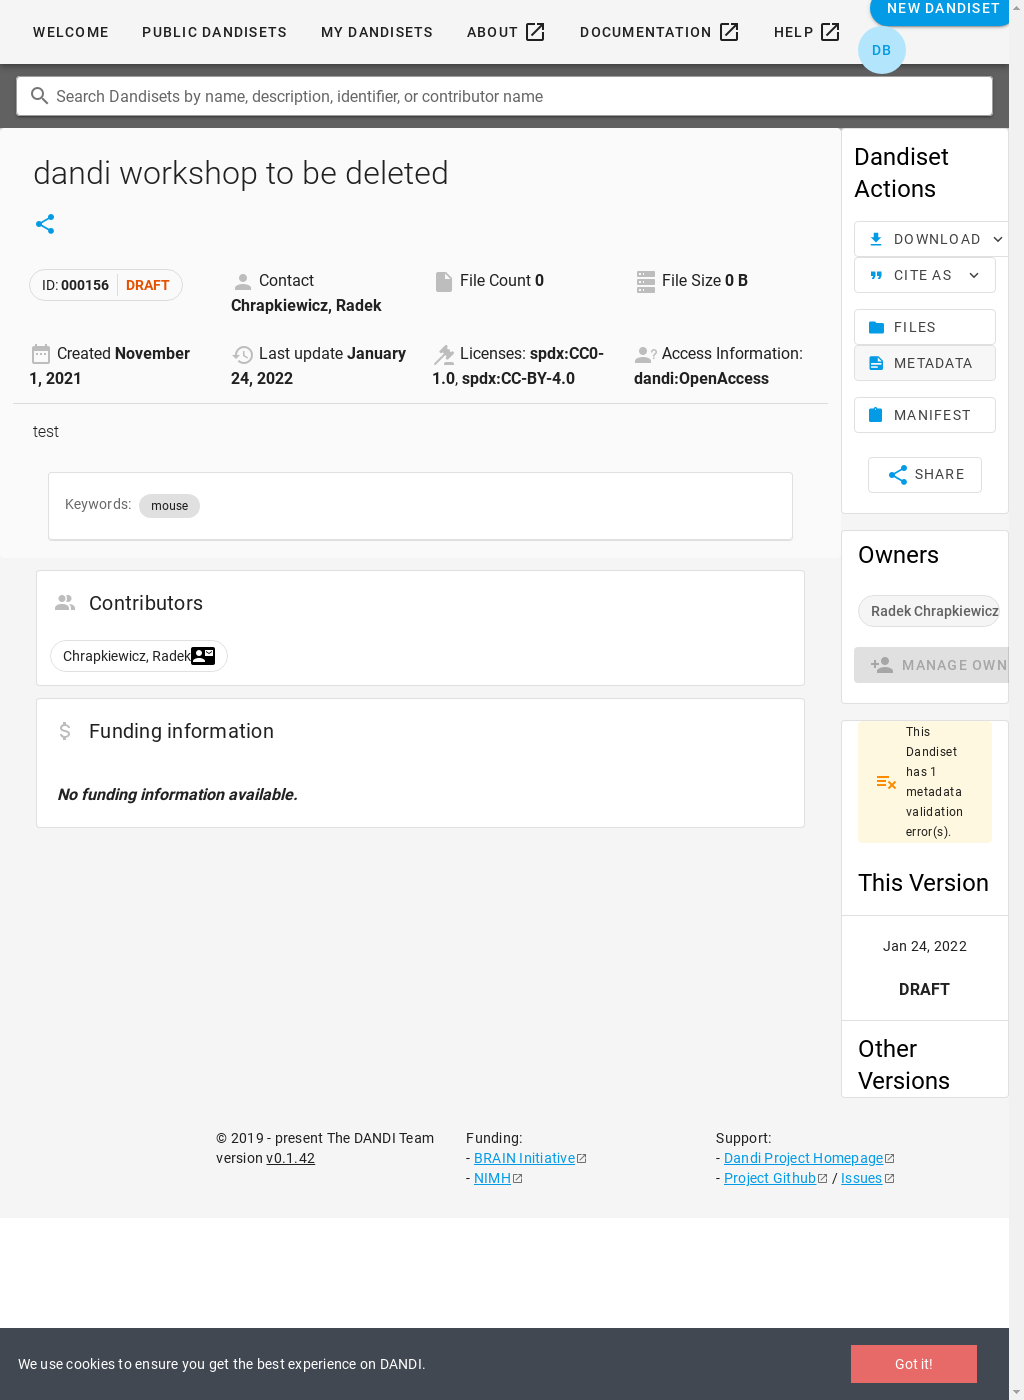 WELCOME PUBLIC DANDISETS MY DANDISETS ABOUT DOCUMENTATION HELP NEW DANDISET
DB
Search Dandisets by name, description, identifier, or contributor name
dandi workshop to be deleted
ID: 000156 DRAFT
Contact
Chrapkiewicz, Radek
File Count 0
File Size 0 B
Created November
1, 2021
Last update January
24, 2022
Licenses: spdx:CC0-
1.0, spdx:CC-BY-4.0
Access Information:
dandi:OpenAccess
test
Keywords: mouse
Contributors
Chrapkiewicz, Radek
Funding information
No funding information available.
Dandiset
Actions
DOWNLOAD
CITE AS
FILES
METADATA
MANIFEST
SHARE
Owners
Radek Chrapkiewicz
MANAGE OWN
This
Dandiset
has 1
metadata
validation
error(s).
This Version
Jan 24, 2022
DRAFT
Other
Versions
© 2019 - present The DANDI Team
version v0.1.42
Funding:
- BRAIN Initiative
- NIMH
Support:
- Dandi Project Homepage
- Project Github / Issues
We use cookies to ensure you get the best experience on DANDI.
Got it!